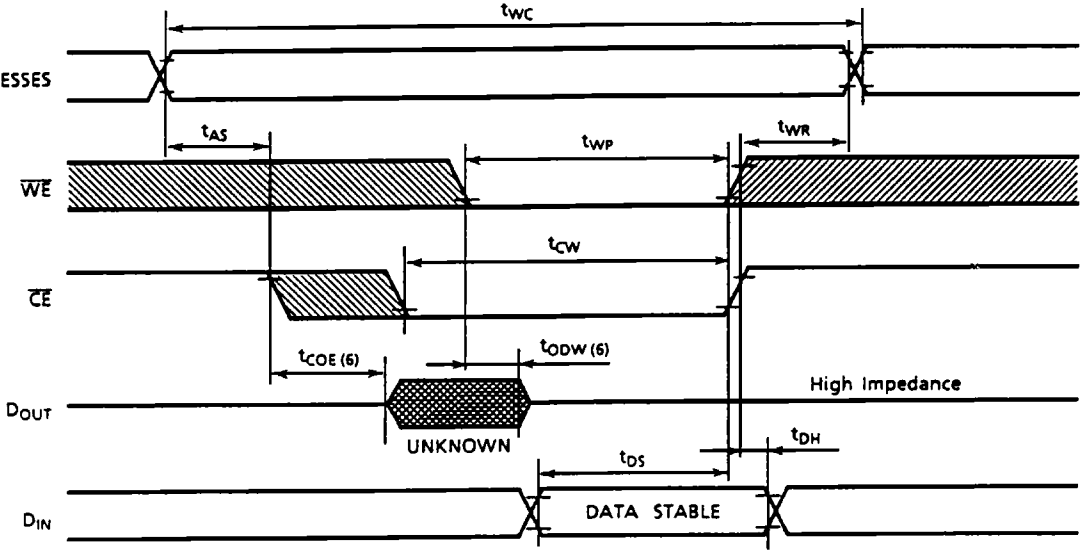 tWC
ESSES
tAS
tWR
tWP
WE
tCW
CE
tCOE (6)
tODW (6)
High Impedance
DOUT
UNKNOWN
tDH
tDS
DIN
DATA STABLE